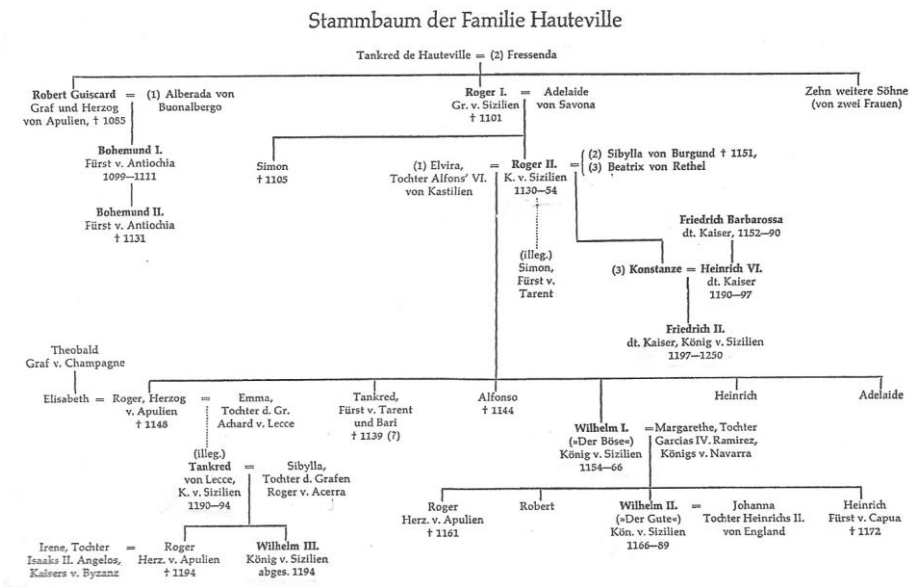 Stammbaum der Familie Hauteville
Tankred de Hauteville = (2) Fressenda
Robert Guiscard = (1) Alberada von
Graf und Herzog Buonalbergo
von Apulien, † 1085
Roger I. = Adelaide
Gr. v. Sizilien von Savona
† 1101
Zehn weitere Söhne
(von zwei Frauen)
Bohemund I.
Fürst v. Antiochia
1099—1111
Simon
† 1105
(1) Elvira, = Roger II. = (2) Sibylla von Burgund † 1151,
Tochter Alfons' VI. K. v. Sizilien (3) Beatrix von Rethel
von Kastilien 1130—54
Bohemund II.
Fürst v. Antiochia
† 1131
Friedrich Barbarossa
dt. Kaiser, 1152—90
(illeg.)
Simon,
Fürst v.
Tarent
(3) Konstanze = Heinrich VI.
dt. Kaiser
1190—97
Friedrich II.
dt. Kaiser, König v. Sizilien
1197—1250
Theobald
Graf v. Champagne
Elisabeth = Roger, Herzog = Emma,
v. Apulien Tochter d. Gr.
† 1148 Achard v. Lecce
Tankred,
Fürst v. Tarent
und Bari
† 1139 (?)
Alfonso
† 1144
Heinrich
Adelaide
Wilhelm I. =Margarethe, Tochter
(»Der Böse«) Garcias IV. Ramirez,
König v. Sizilien Königs v. Navarra
1154—66
(illeg.)
Tankred = Sibylla,
von Lecce, Tochter d. Grafen
K. v. Sizilien Roger v. Acerra
1190—94
Roger
Herz. v. Apulien
† 1161
Robert
Wilhelm II. = Johanna
(»Der Gute«) Tochter Heinrichs II.
Kön. v. Sizilien von England
1166—89
Heinrich
Fürst v. Capua
† 1172
Irene, Tochter = Roger
Isaaks II. Angelos, Herz. v. Apulien
Kaisers v. Byzanz † 1194
Wilhelm III.
König v. Sizilien
abges. 1194